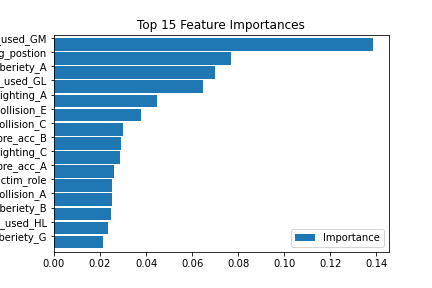 Top 15 Feature Importances
_used_GM
g_postion
beriety_A
_used_GL
ighting_A
ollision_E
ollision_C
ore_acc_B
ighting_C
ore_acc_A
ctim_role
ollision_A
beriety_B
_used_HL
beriety_G
Importance
0.00 0.02 0.04 0.06 0.08 0.10 0.12 0.14